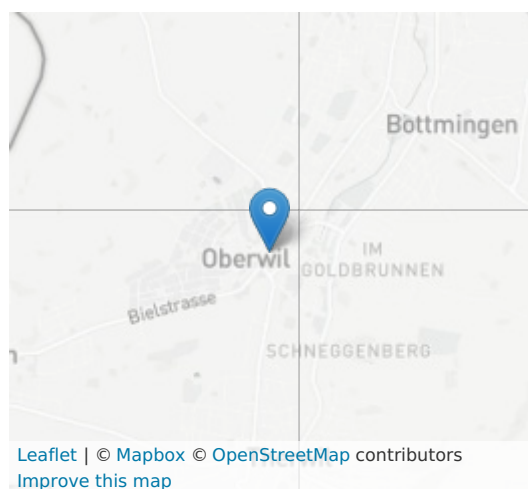 Bottmingen
Oberwil
IM
GOLDBRUNNEN
Bielstrasse
SCHNEGGENBERG
Leaflet | © Mapbox © OpenStreetMap contributors
Improve this map